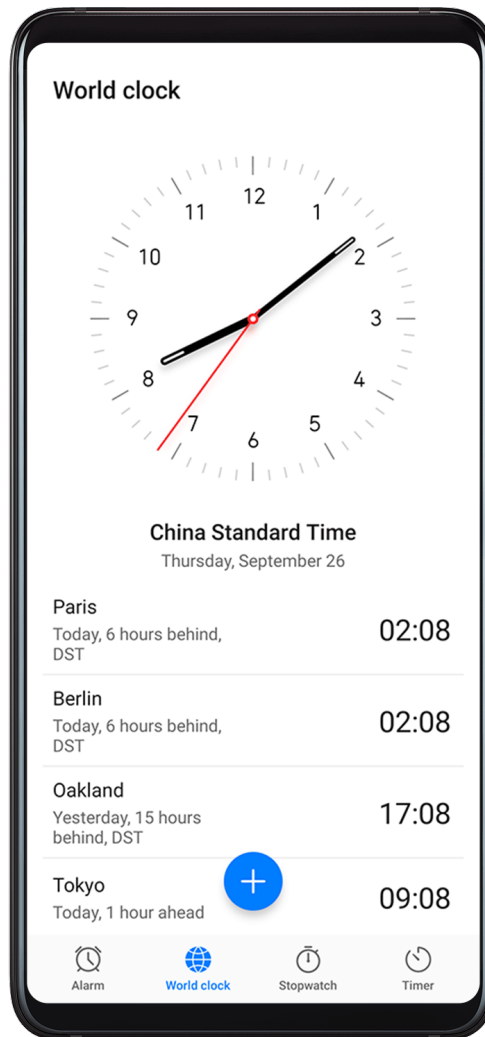 World clock
12
11
1
10
2
9
3
8
4
7
5
6
China Standard Time
Thursday, September 26
Paris
Today, 6 hours behind,
DST
02:08
Berlin
Today, 6 hours behind,
DST
02:08
Oakland
Yesterday, 15 hours
behind, DST
17:08
Tokyo
Today, 1 hour ahead
09:08
Alarm
World clock
Stopwatch
Timer